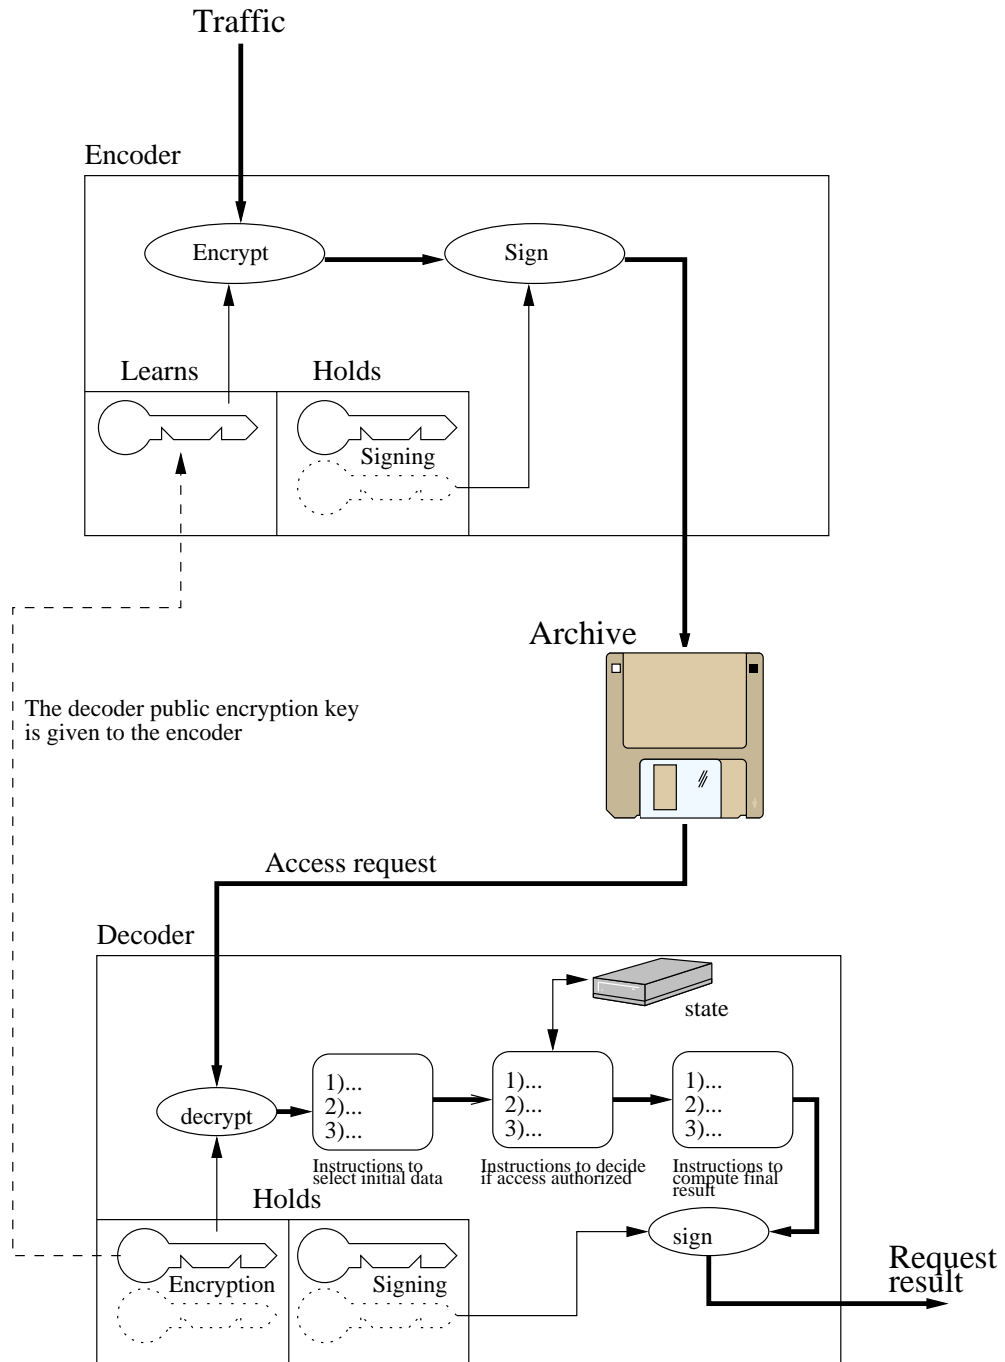 Traffic
Encoder
Encrypt
Sign
Learns
Holds
Signing
Archive
The decoder public encryption key
is given to the encoder
Access request
Decoder
state
decrypt
1)...
2)...
3)...
1)...
2)...
3)...
1)...
2)...
3)...
Instructions to
select initial data
Instructions to decide
if access authorized
Instructions to
compute final
result
Holds
Encryption
Signing
sign
Request
result